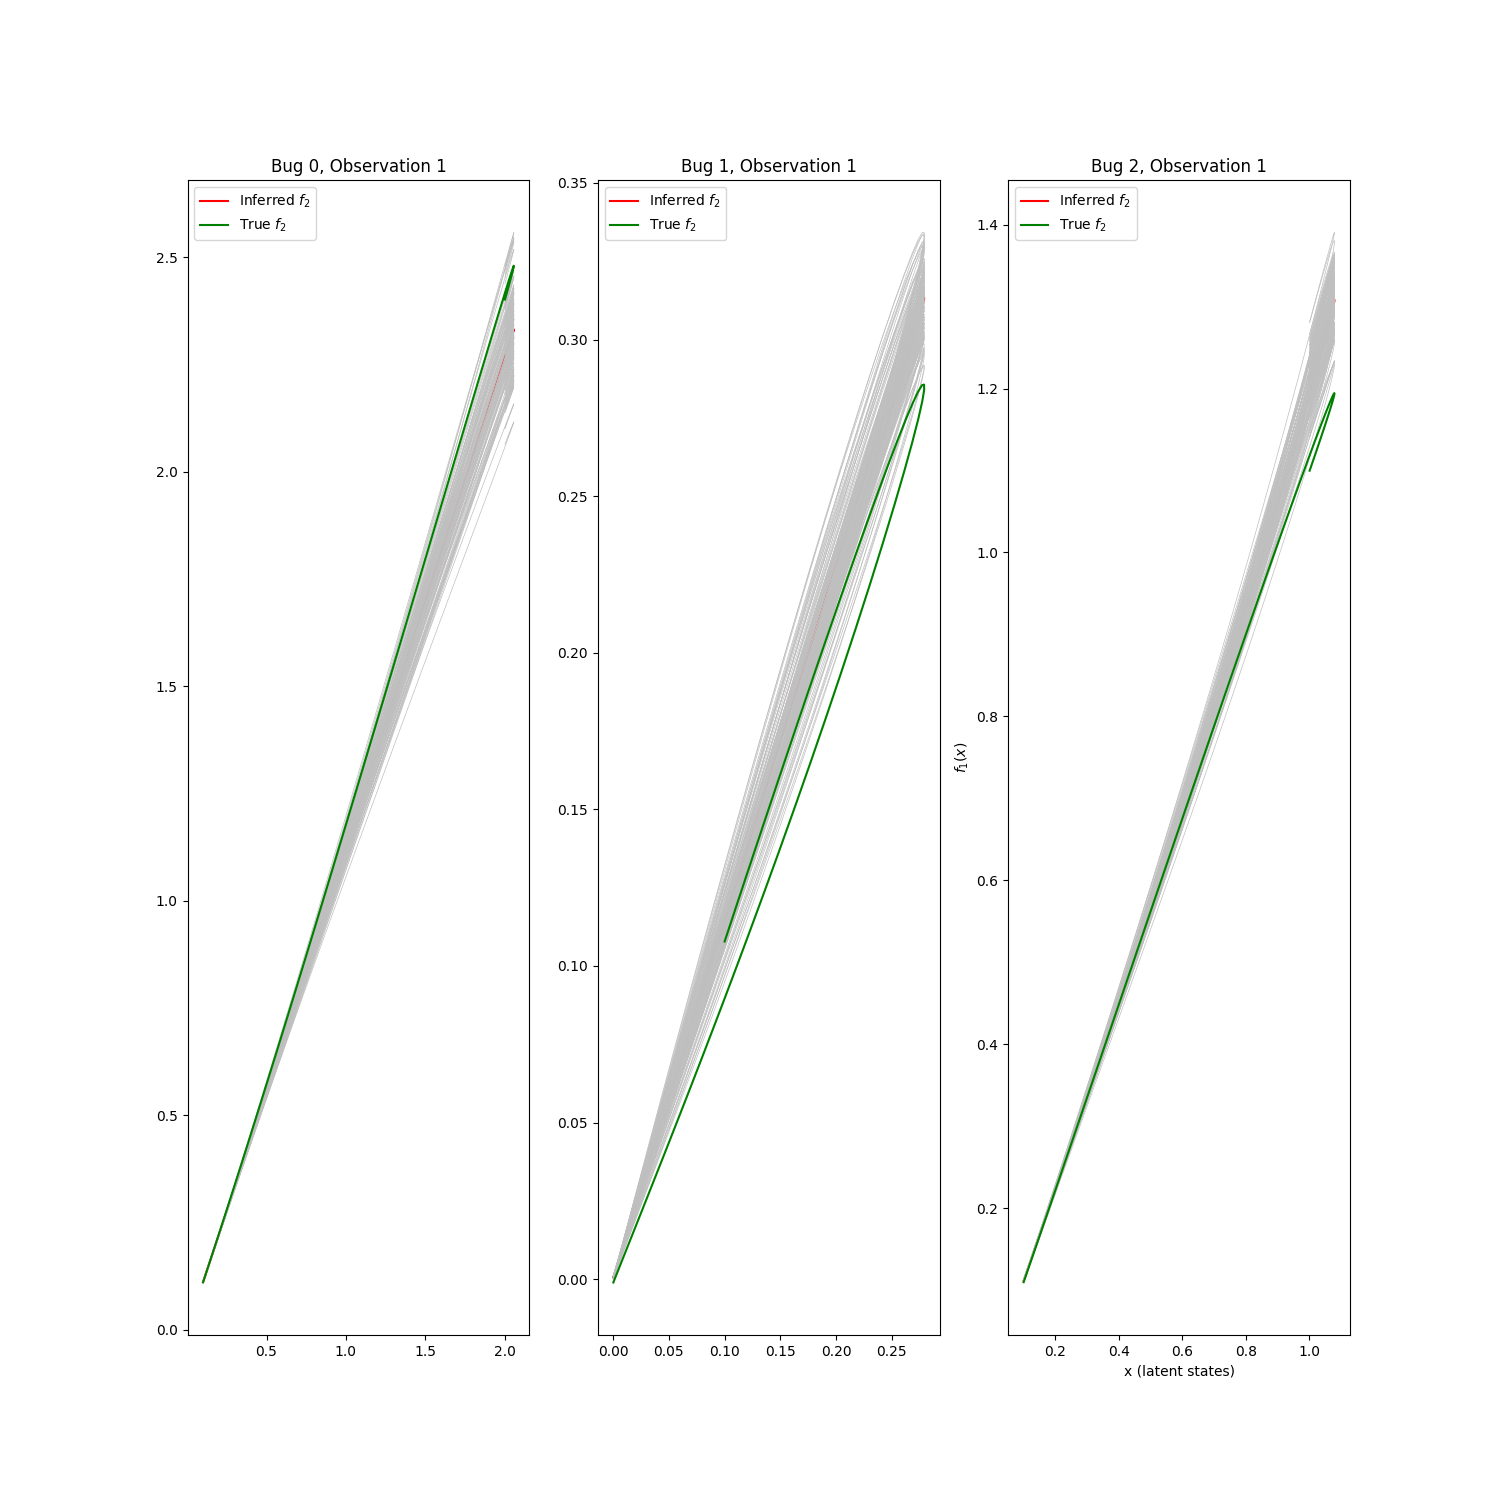 Bug 0, Observation 1
Inferred f₂
True f₂
2.5
2.0
1.5
1.0
0.5
0.0
0.5 1.0 1.5 2.0
Bug 1, Observation 1
Inferred f₂
True f₂
0.35
0.30
0.25
0.20
0.15
0.10
0.05
0.00
0.00 0.05 0.10 0.15 0.20 0.25
Bug 2, Observation 1
Inferred f₂
True f₂
f₁(x)
1.4
1.2
1.0
0.8
0.6
0.4
0.2
0.2 0.4 0.6 0.8 1.0
x (latent states)